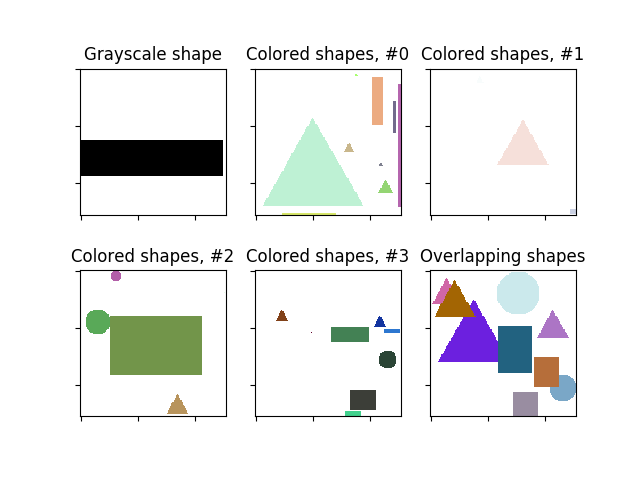 Grayscale shape
Colored shapes, #0
Colored shapes, #1
Colored shapes, #2
Colored shapes, #3
Overlapping shapes